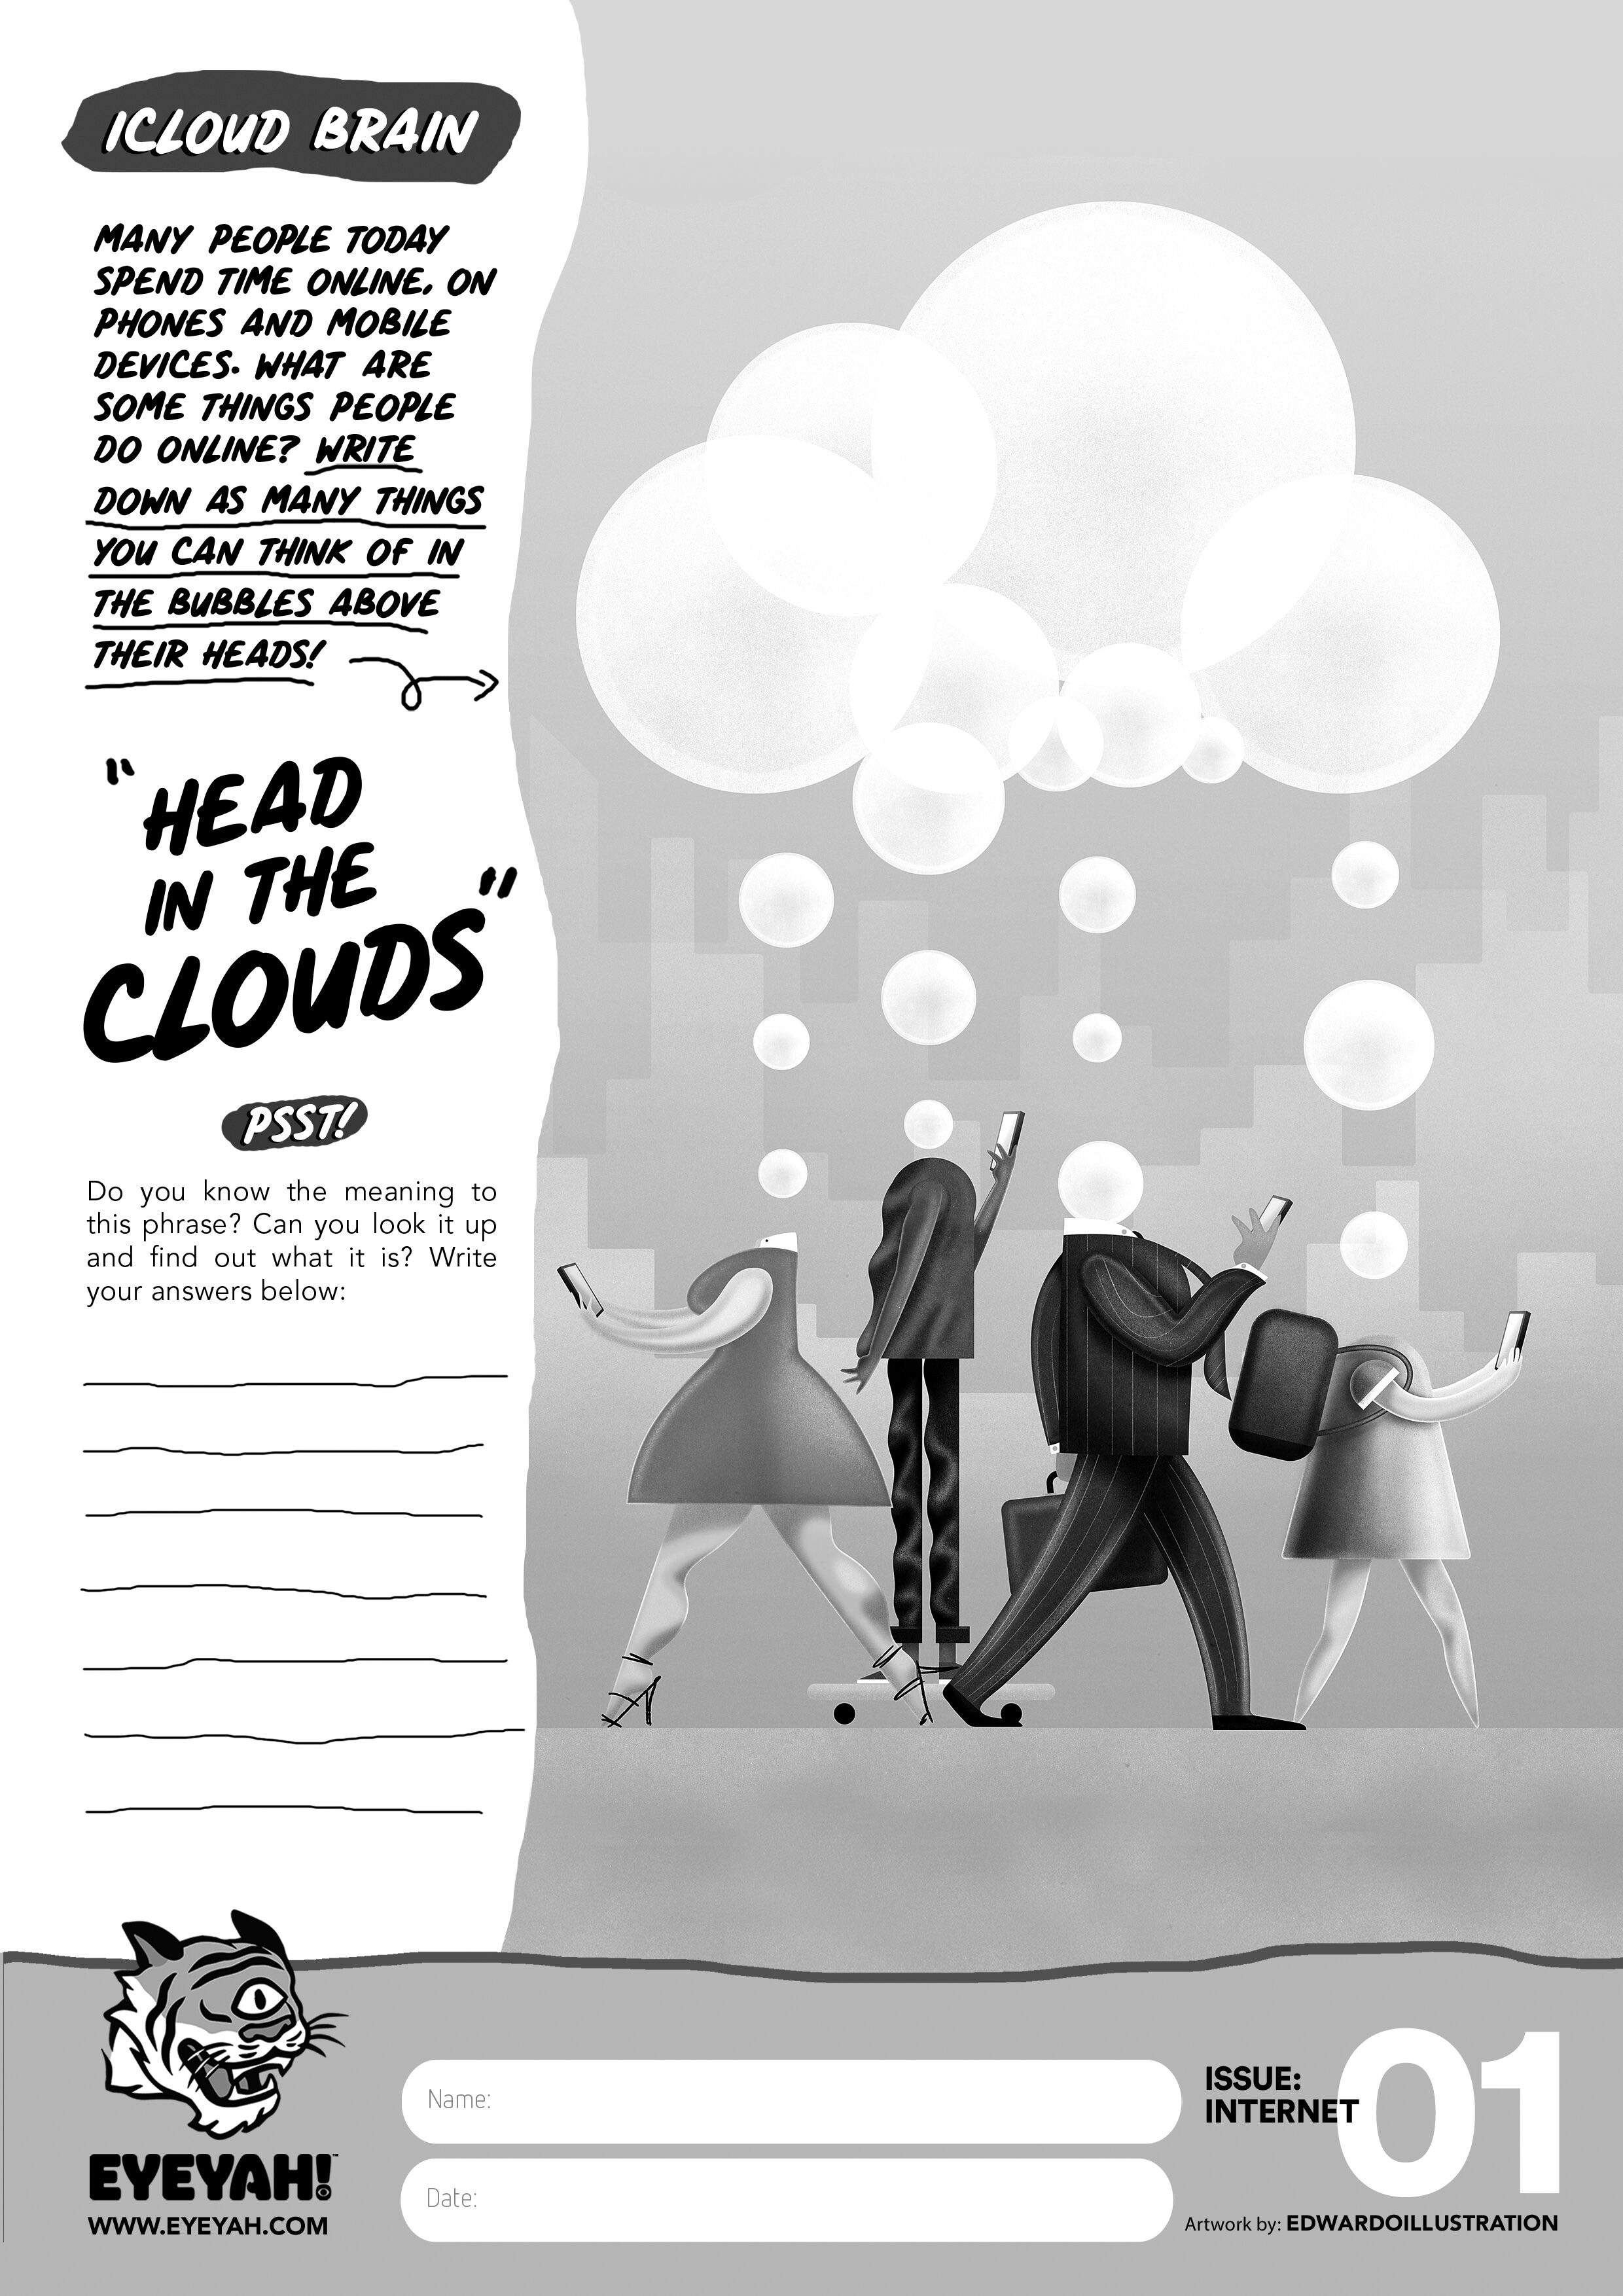 ICLOUD BRAIN
MANY PEOPLE TODAY
SPEND TIME ONLINE, ON
PHONES AND MOBILE
DEVICES. WHAT ARE
SOME THINGS PEOPLE
DO ONLINE? WRITE
DOWN AS MANY THINGS
YOU CAN THINK OF IN
THE BUBBLES ABOVE
THEIR HEADS!
"HEAD
IN THE
CLOUDS"
PSST!
Do you know the meaning to
this phrase? Can you look it up
and find out what it is? Write
your answers below:
EYEYAH!™
WWW.EYEYAH.COM
Name:
Date:
ISSUE:
INTERNET
01
Artwork by: EDWARDOILLUSTRATION